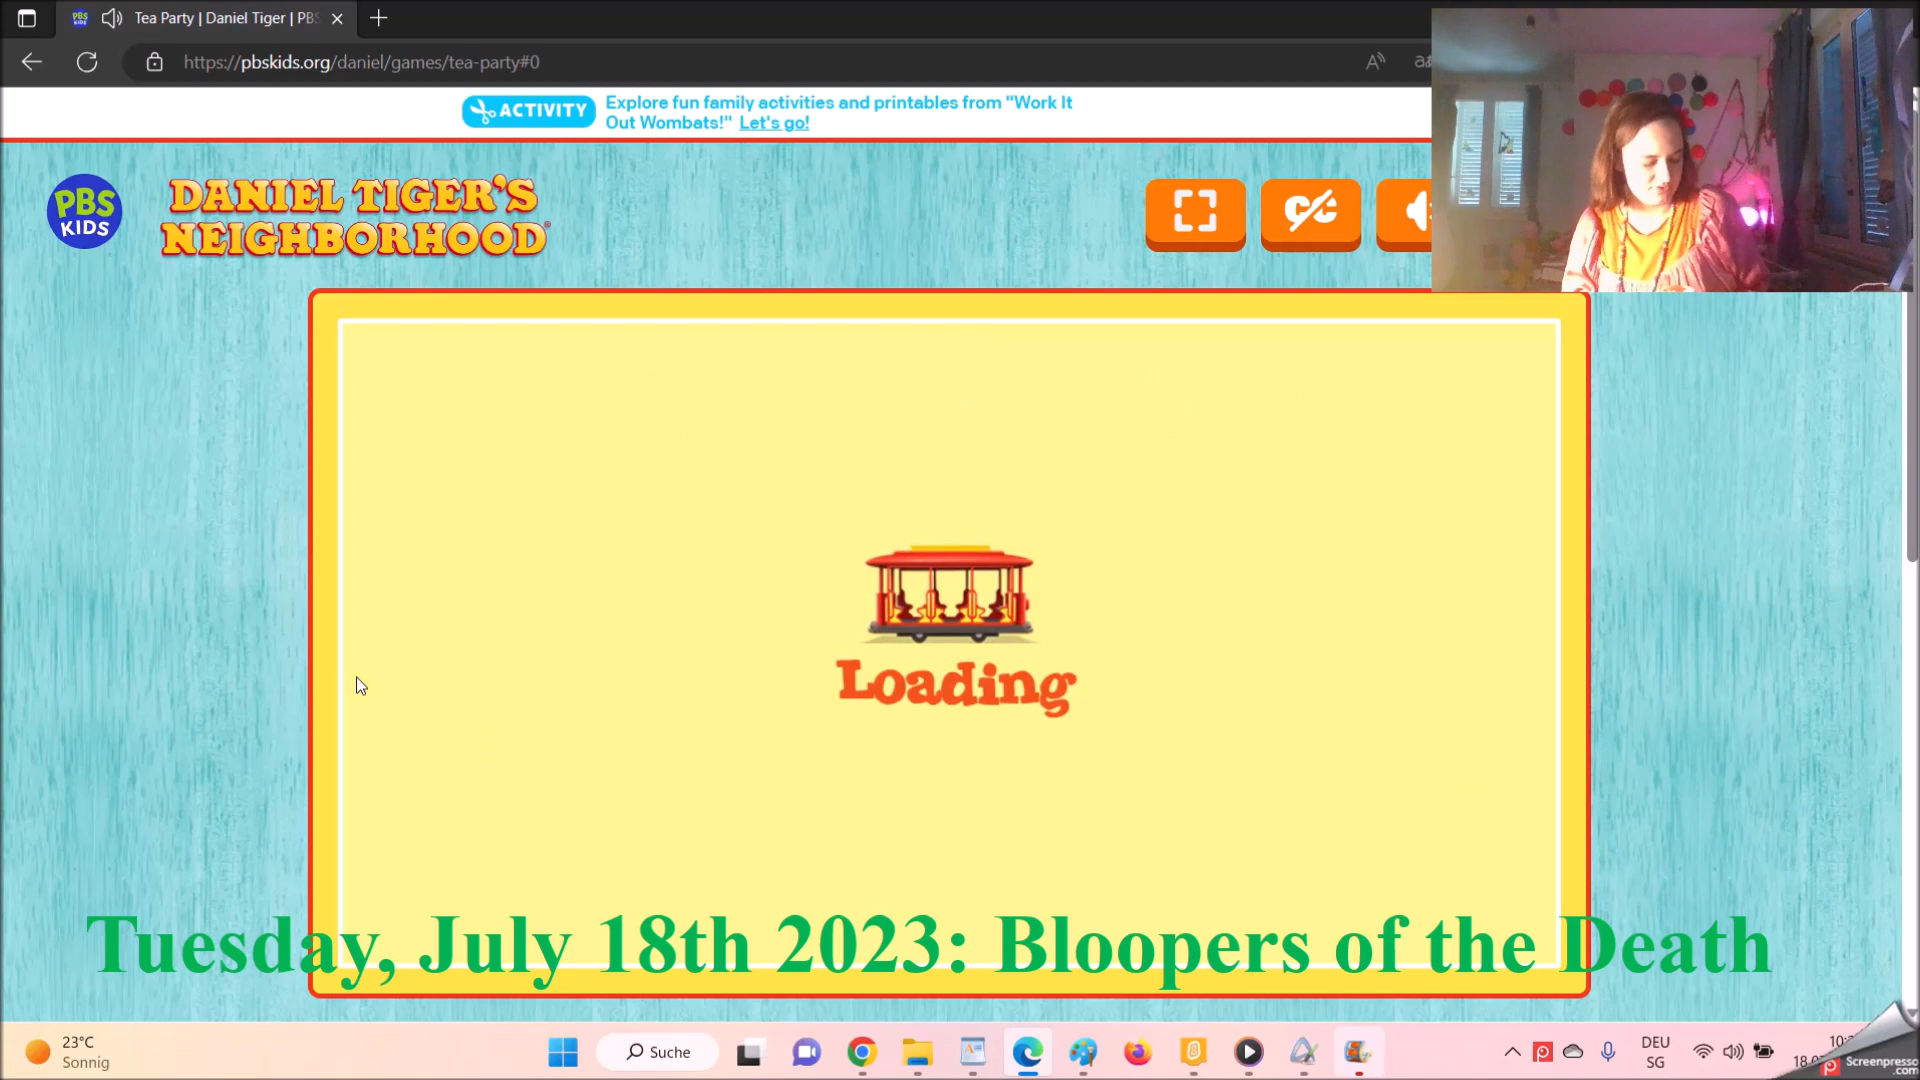 Tea Party | Daniel Tiger | PBS
https://pbskids.org/daniel/games/tea-party#0
ACTIVITY
Explore fun family activities and printables from "Work It
Out Wombats!" Let's go!
PBS
KIDS
DANIEL TIGER'S
NEIGHBORHOOD
Loading
Tuesday, July 18th 2023: Bloopers of the Death
23°C
Sonnig
Suche
DEU
SG
Screenpresso
.com